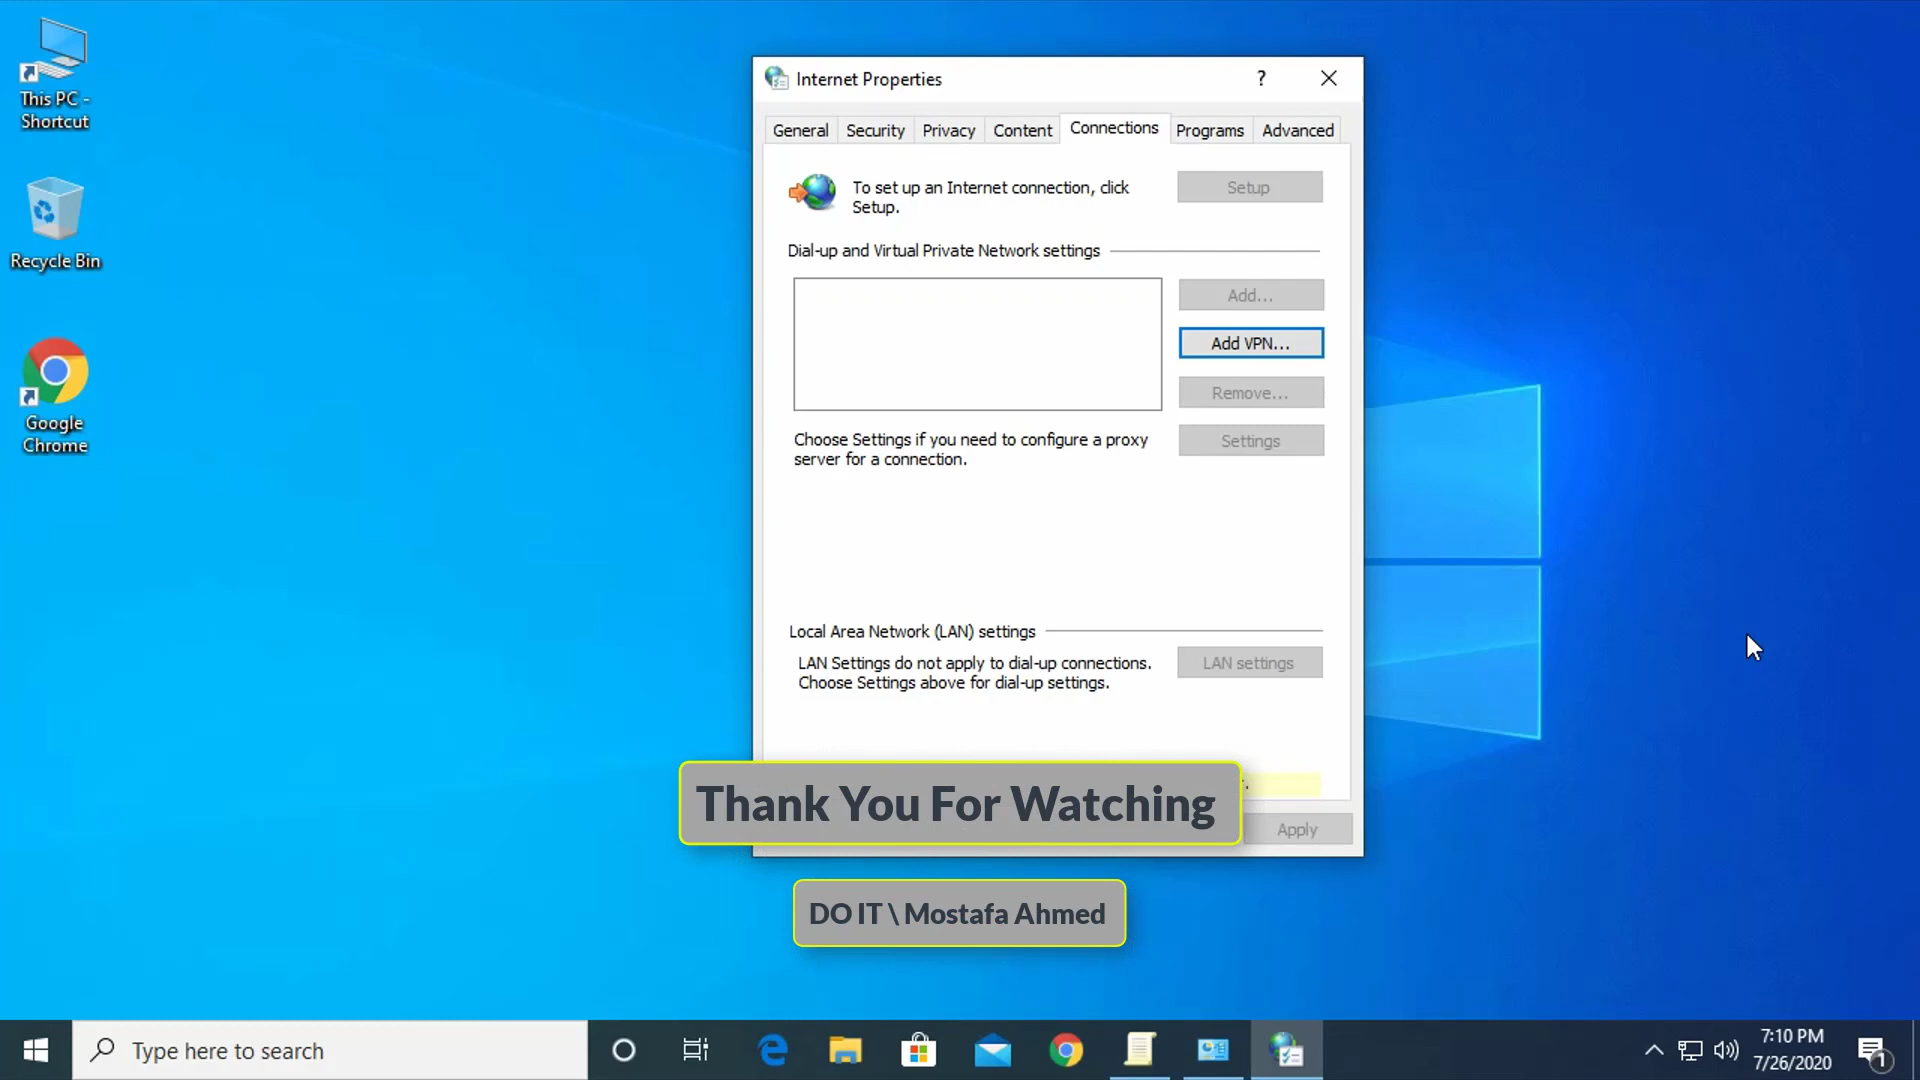 This PC -
Shortcut
Recycle Bin
Google
Chrome
Internet Properties
?
General
Security
Privacy
Content
Connections
Programs
Advanced
To set up an Internet connection, click
Setup.
Setup
Dial-up and Virtual Private Network settings
Add...
Add VPN...
Remove...
Choose Settings if you need to configure a proxy
server for a connection.
Settings
Local Area Network (LAN) settings
LAN Settings do not apply to dial-up connections.
Choose Settings above for dial-up settings.
LAN settings
Thank You For Watching
Apply
DO IT \ Mostafa Ahmed
Type here to search
7:10 PM
7/26/2020
1